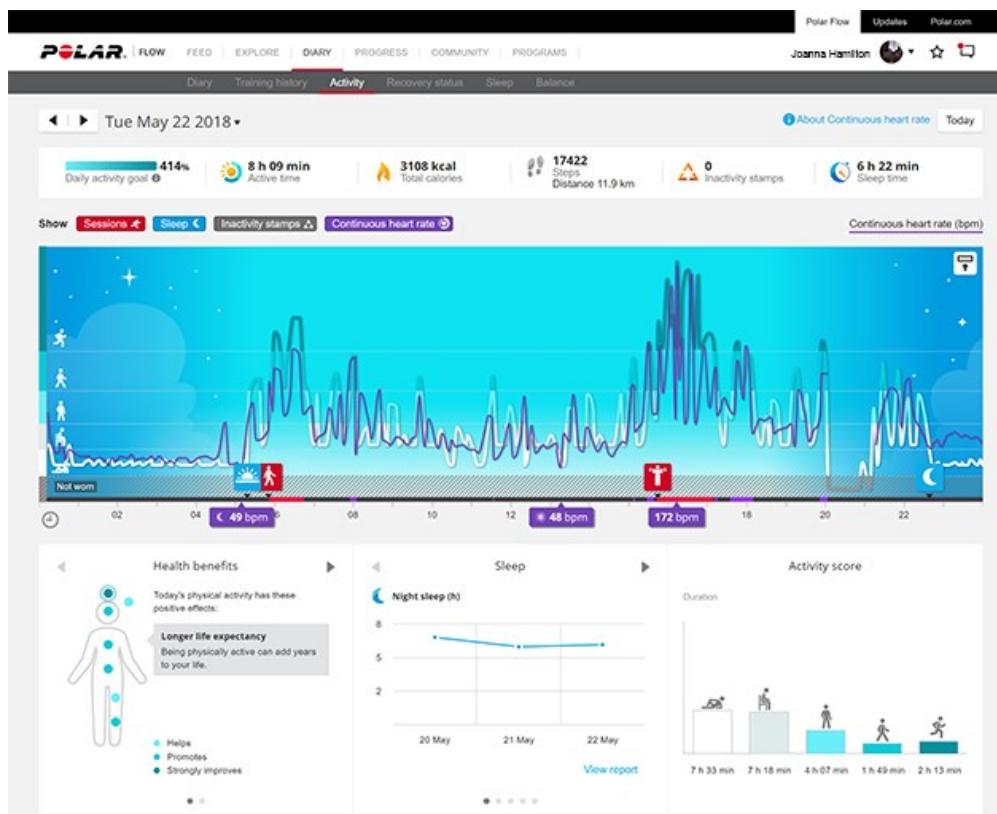 Polar Flow Updates Polar.com
POLAR. FLOW FEED EXPLORE DIARY PROGRESS COMMUNITY PROGRAMS Joanna Hamilton
Diary Training history Activity Recovery status Sleep Balance
Tue May 22 2018 About Continuous heart rate Today
414% 8 h 09 min 3108 kcal 17422 0 6 h 22 min
Daily activity goal Active time Total calories Steps Inactivity stamps Sleep time
Distance 11.9 km
Show Sessions Sleep Inactivity stamps Continuous heart rate Continuous heart rate (bpm)
Not worn
02 04 6 08 10 12 18 20 22
49 bpm 48 bpm 172 bpm
Health benefits
Today's physical activity has these
positive effects:
Longer life expectancy
Being physically active can add years
to your life.
Helps
Promotes
Strongly improves
Sleep
Night sleep (h)
8
5
2
20 May 21 May 22 May
View report
Activity score
Duration
7 h 33 min 7 h 18 min 4 h 07 min 1 h 49 min 2 h 13 min